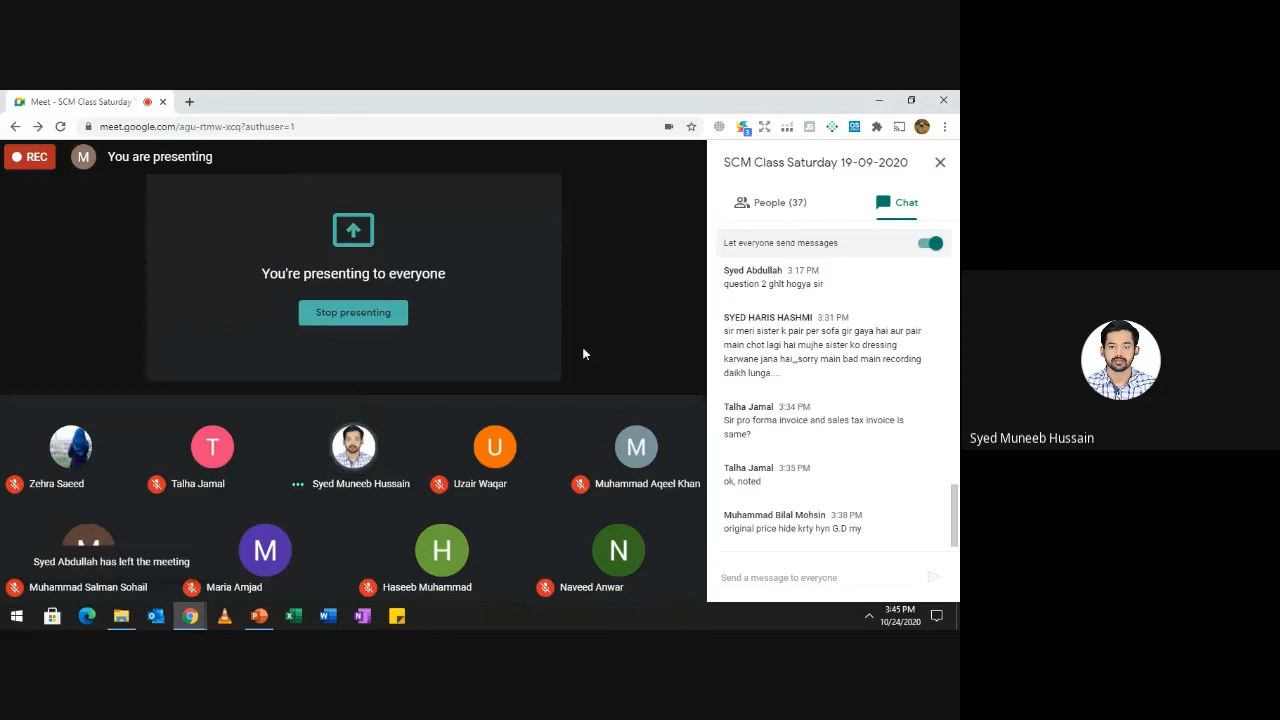 Meet - SCM Class Saturday
meet.google.com/agu-rtmw-xcq?authuser=1
REC
M
You are presenting
You're presenting to everyone
Stop presenting
SCM Class Saturday 19-09-2020
People (37)
Chat
Let everyone send messages
Syed Abdullah 3:17 PM
question 2 ghlt hogya sir
SYED HARIS HASHMI 3:31 PM
sir meri sister k pair per sofa gir gaya hai aur pair
main chot lagi hai mujhe sister ko dressing
karwane jana hai,,sorry main bad main recording
daikh lunga....
Talha Jamal 3:34 PM
Sir pro forma invoice and sales tax invoice is
same?
Talha Jamal 3:35 PM
ok, noted
Muhammad Bilal Mohsin 3:38 PM
original price hide krty hyn G.D my
Send a message to everyone
T
U
M
Zehra Saeed
Talha Jamal
Syed Muneeb Hussain
Uzair Waqar
Muhammad Aqeel Khan
M
H
N
Syed Abdullah has left the meeting
Muhammad Salman Sohail
Maria Amjad
Haseeb Muhammad
Naveed Anwar
3:45 PM
10/24/2020
Syed Muneeb Hussain